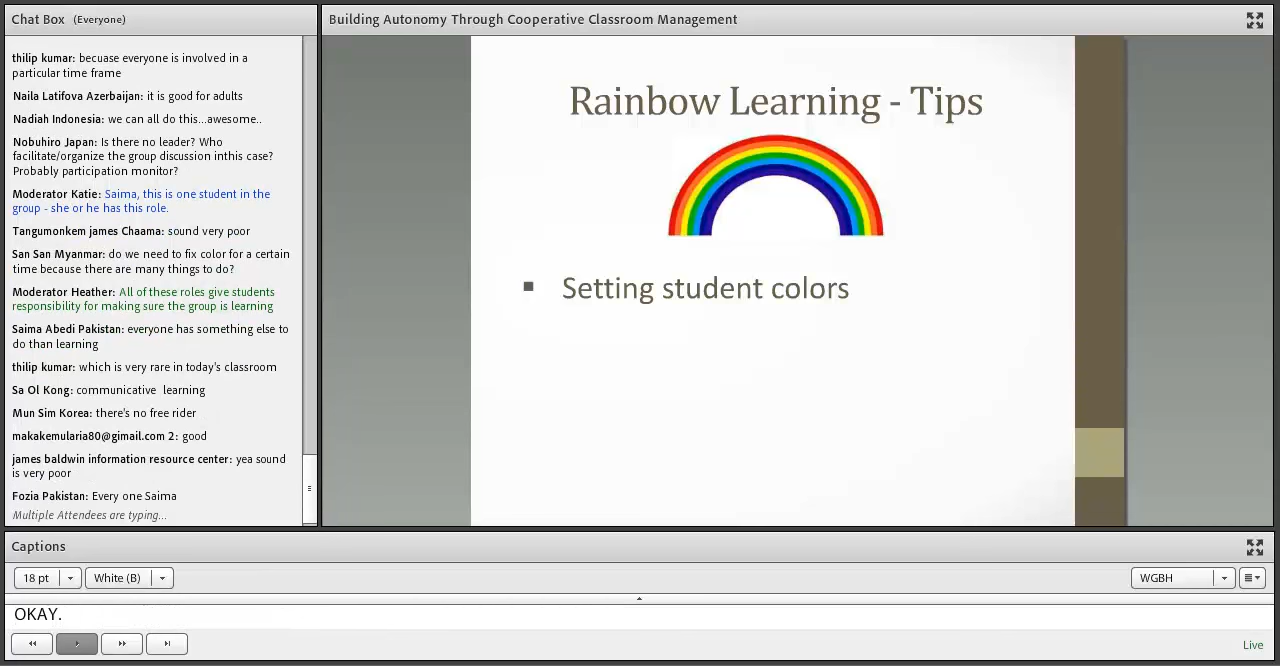 Chat Box (Everyone)
thilip kumar: becuase everyone is involved in a
particular time frame
Naila Latifova Azerbaijan: it is good for adults
Nadiah Indonesia: we can all do this...awesome..
Nobuhiro Japan: Is there no leader? Who
facilitate/organize the group discussion inthis case?
Probably participation monitor?
Moderator Katie: Saima, this is one student in the
group - she or he has this role.
Tangumonkem james Chaama: sound very poor
San San Myanmar: do we need to fix color for a certain
time because there are many things to do?
Moderator Heather: All of these roles give students
responsibility for making sure the group is learning
Saima Abedi Pakistan: everyone has something else to
do than learning
thilip kumar: which is very rare in today's classroom
Sa Ol Kong: communicative  learning
Mun Sim Korea: there's no free rider
makakemularia80@gimail.com 2: good
james baldwin information resource center: yea sound
is very poor
Fozia Pakistan: Every one Saima
Multiple Attendees are typing...
Building Autonomy Through Cooperative Classroom Management
Rainbow Learning - Tips
▪ Setting student colors
Captions
18 pt
White (B)
WGBH
OKAY.
Live